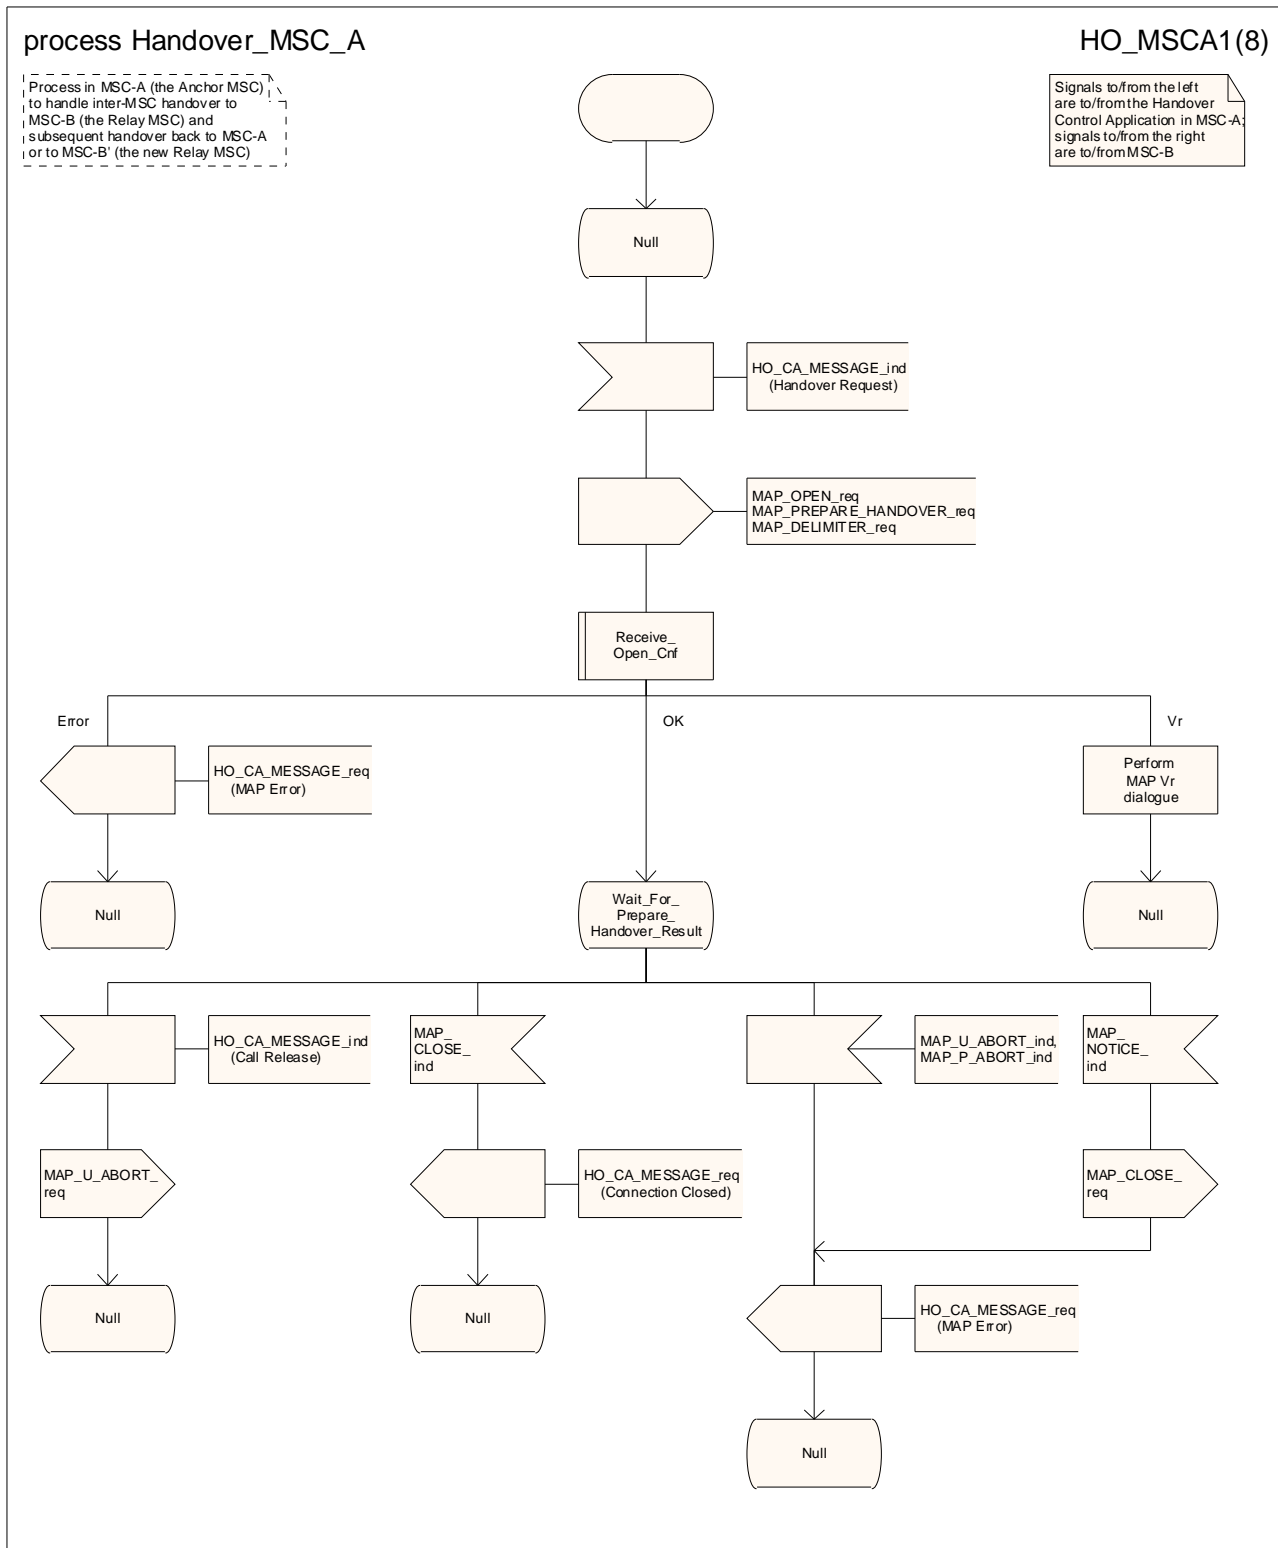 process Handover_MSC_A
HO_MSCA1(8)
Process in MSC-A (the Anchor MSC)
to handle inter-MSC handover to
MSC-B (the Relay MSC) and
subsequent handover back to MSC-A
or to MSC-B' (the new Relay MSC)
Signals to/from the left
are to/from the Handover
Control Application in MSC-A;
signals to/from the right
are to/from MSC-B
Null
HO_CA_MESSAGE_ind
(Handover Request)
MAP_OPEN_req
MAP_PREPARE_HANDOVER_req
MAP_DELIMITER_req
Receive_
Open_Cnf
Error
OK
Vr
HO_CA_MESSAGE_req
(MAP Error)
Perform
MAP Vr
dialogue
Null
Wait_For_
Prepare_
Handover_Result
Null
HO_CA_MESSAGE_ind
(Call Release)
MAP_
CLOSE_
ind
MAP_U_ABORT_ind,
MAP_P_ABORT_ind
MAP_
NOTICE_
ind
MAP_U_ABORT_
req
HO_CA_MESSAGE_req
(Connection Closed)
MAP_CLOSE_
req
Null
Null
HO_CA_MESSAGE_req
(MAP Error)
Null